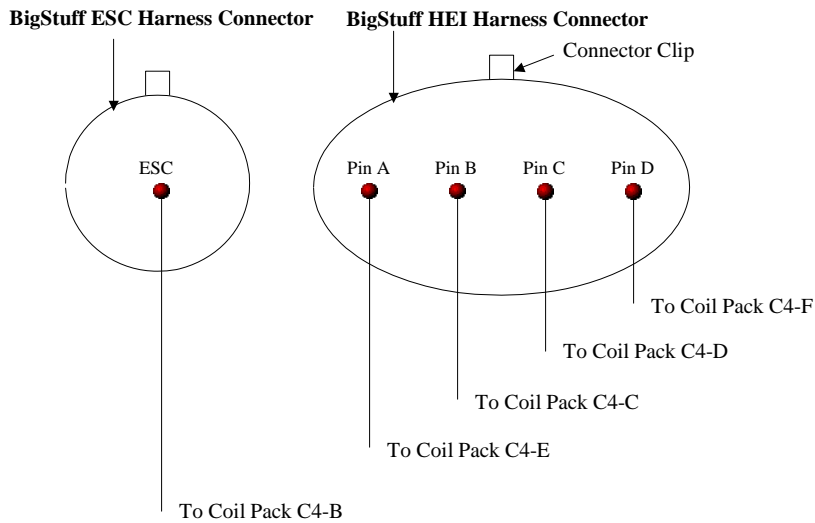 BigStuff ESC Harness Connector
BigStuff HEI Harness Connector
Connector Clip
ESC
Pin A
Pin B
Pin C
Pin D
To Coil Pack C4-F
To Coil Pack C4-D
To Coil Pack C4-C
To Coil Pack C4-E
To Coil Pack C4-B